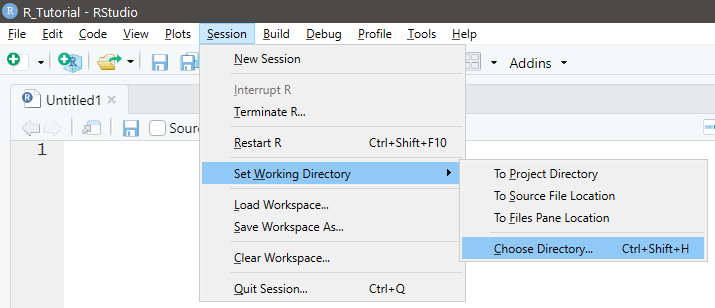 R_Tutorial - RStudio
File Edit Code View Plots Session Build Debug Profile Tools Help
Addins
Untitled1
Sour
1
New Session
Interrupt R
Terminate R...
Restart R Ctrl+Shift+F10
Set Working Directory
Load Workspace...
Save Workspace As...
Clear Workspace...
Quit Session... Ctrl+Q
To Project Directory
To Source File Location
To Files Pane Location
Choose Directory... Ctrl+Shift+H